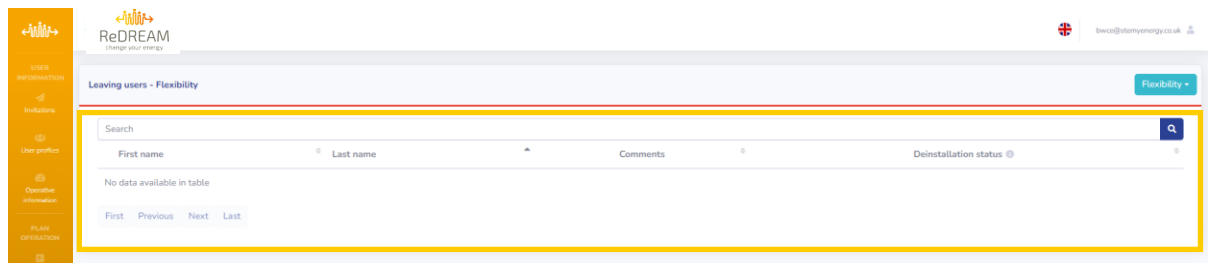 ReDREAM
change your energy
bwce@stemyenergy.co.uk
USER
INFORMATION
Invitations
User profiles
Operative
information
PLAN
OPERATION
Leaving users - Flexibility
Flexibility
Search
First name Last name Comments Deinstallation status
No data available in table
First Previous Next Last